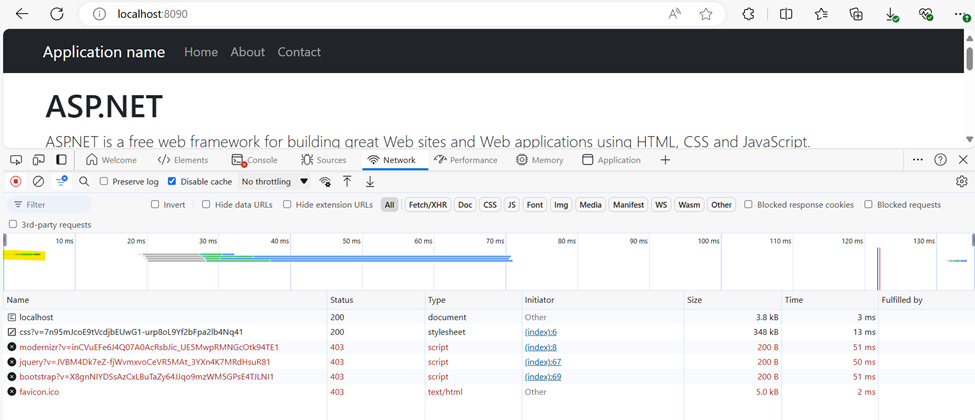 localhost:8090
Application name Home About Contact
ASP.NET
ASP.NET is a free web framework for building great Web sites and Web applications using HTML, CSS and JavaScript.
Welcome Elements Console Sources Network Performance Memory Application
Preserve log Disable cache No throttling
Filter Invert Hide data URLs Hide extension URLs All Fetch/XHR Doc CSS JS Font Img Media Manifest WS Wasm Other Blocked response cookies Blocked requests
3rd-party requests
10 ms 20 ms 30 ms 40 ms 50 ms 60 ms 70 ms 80 ms 90 ms 100 ms 110 ms 120 ms 130 ms
Name Status Type Initiator Size Time Fulfilled by
localhost 200 document Other 3.8 kB 3 ms
css?v=7n95mJcoE9tVcdjbEUwG1-urp8oL9Yf2bFpa2lb4Nq41 200 stylesheet (index):6 348 kB 13 ms
modernizr?v=inCVuEFe6J4Q07A0AcRsbJic_UE5MwpRMNGcOtk94TE1 403 script (index):8 200 B 51 ms
jquery?v=JVBM4Dk7eZ-fjWvmxvoCeVR5MAt_3YXn4K7MRdHsuR81 403 script (index):67 200 B 50 ms
bootstrap?v=X8gnNIYDSsAzCxLBuTaZy64JJqo9mzWM5GPsE4TJLNI1 403 script (index):69 200 B 51 ms
favicon.ico 403 text/html Other 5.0 kB 2 ms